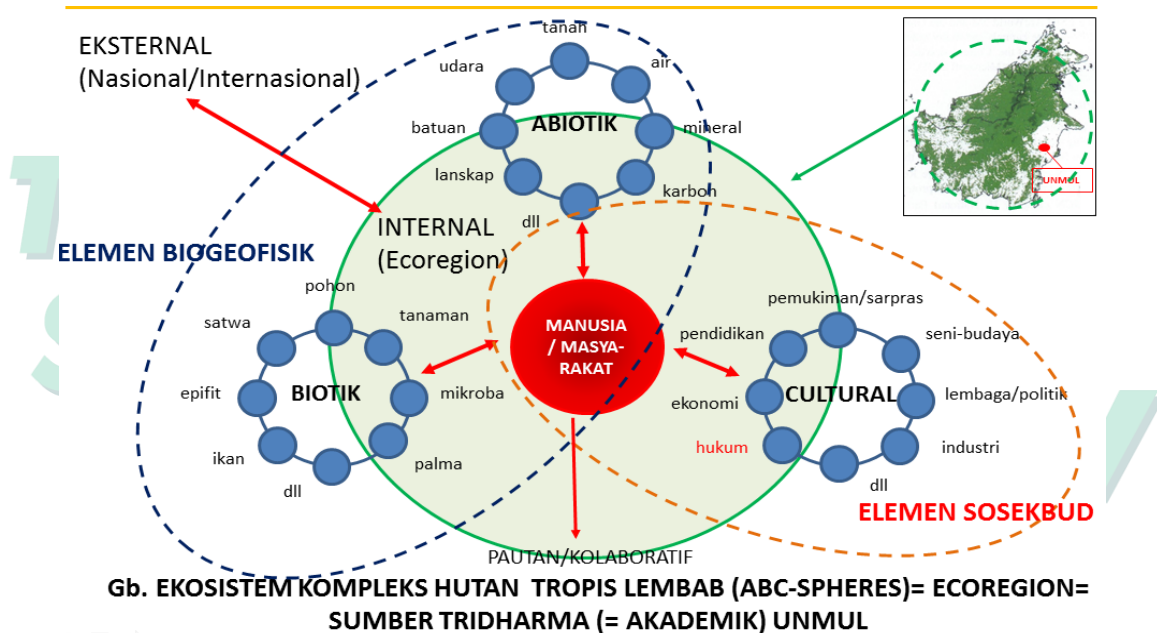 EKSTERNAL
(Nasional/Internasional)
tanah
udara
air
batuan
ABIOTIK
mineral
lanskap
karbon
dll
UNMUL
INTERNAL
(Ecoregion)
ELEMEN BIOGEOFISIK
pohon
satwa
tanaman
epifit
BIOTIK
mikroba
ikan
palma
dll
MANUSIA
/ MASYA-
RAKAT
pemukiman/sarpras
pendidikan
seni-budaya
ekonomi
CULTURAL
lembaga/politik
hukum
industri
dll
ELEMEN SOSEKBUD
PAUTAN/KOLABORATIF
Gb. EKOSISTEM KOMPLEKS HUTAN TROPIS LEMBAB (ABC-SPHERES)= ECOREGION=
SUMBER TRIDHARMA (= AKADEMIK) UNMUL